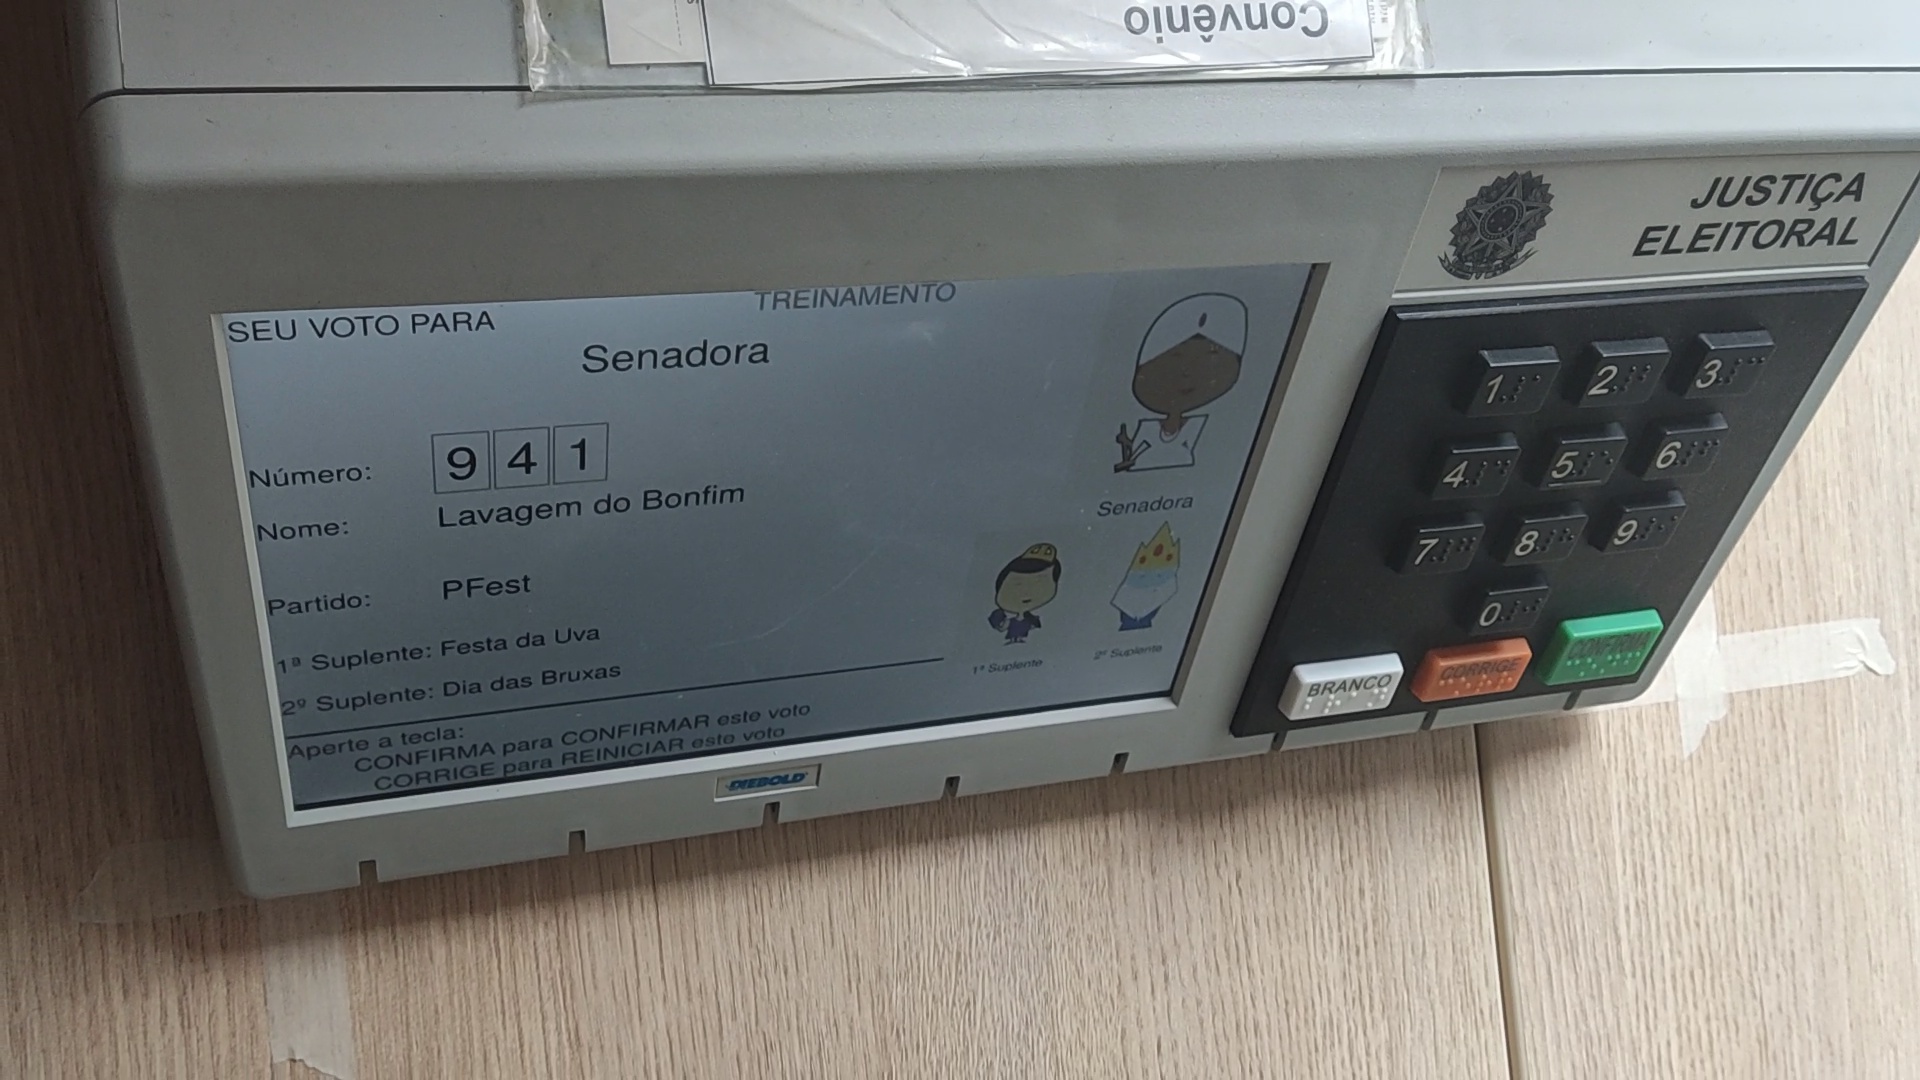 Convênio
JUSTIÇA
ELEITORAL
TREINAMENTO
SEU VOTO PARA
Senadora
Número: 9 4 1
Nome: Lavagem do Bonfim
Partido: PFest
1ª Suplente: Festa da Uva
2º Suplente: Dia das Bruxas
Senadora
1ª Suplente
2º Suplente
Aperte a tecla:
CONFIRMA para CONFIRMAR este voto
CORRIGE para REINICIAR este voto
DIEBOLD
1 2 3
4 5 6
7 8 9
0
BRANCO CORRIGE CONFIRMA